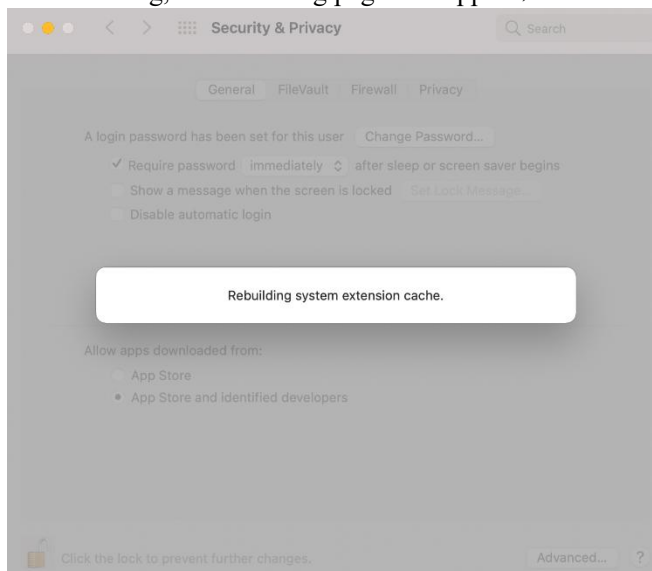 Security & Privacy
Search
General FileVault Firewall Privacy
A login password has been set for this user Change Password...
Require password immediately after sleep or screen saver begins
Show a message when the screen is locked Set Lock Message...
Disable automatic login
Rebuilding system extension cache.
Allow apps downloaded from:
App Store
App Store and identified developers
Click the lock to prevent further changes.
Advanced... ?